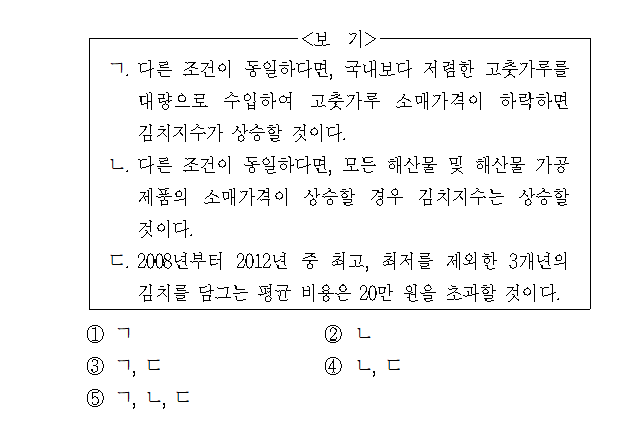 <보 기>
ㄱ. 다른 조건이 동일하다면, 국내보다 저렴한 고춧가루를
대량으로 수입하여 고춧가루 소매가격이 하락하면
김치지수가 상승할 것이다.
ㄴ. 다른 조건이 동일하다면, 모든 해산물 및 해산물 가공
제품의 소매가격이 상승할 경우 김치지수는 상승할
것이다.
ㄷ. 2008년부터 2012년 중 최고, 최저를 제외한 3개년의
김치를 담그는 평균 비용은 20만 원을 초과할 것이다.
① ㄱ ② ㄴ
③ ㄱ, ㄷ ④ ㄴ, ㄷ
⑤ ㄱ, ㄴ, ㄷ